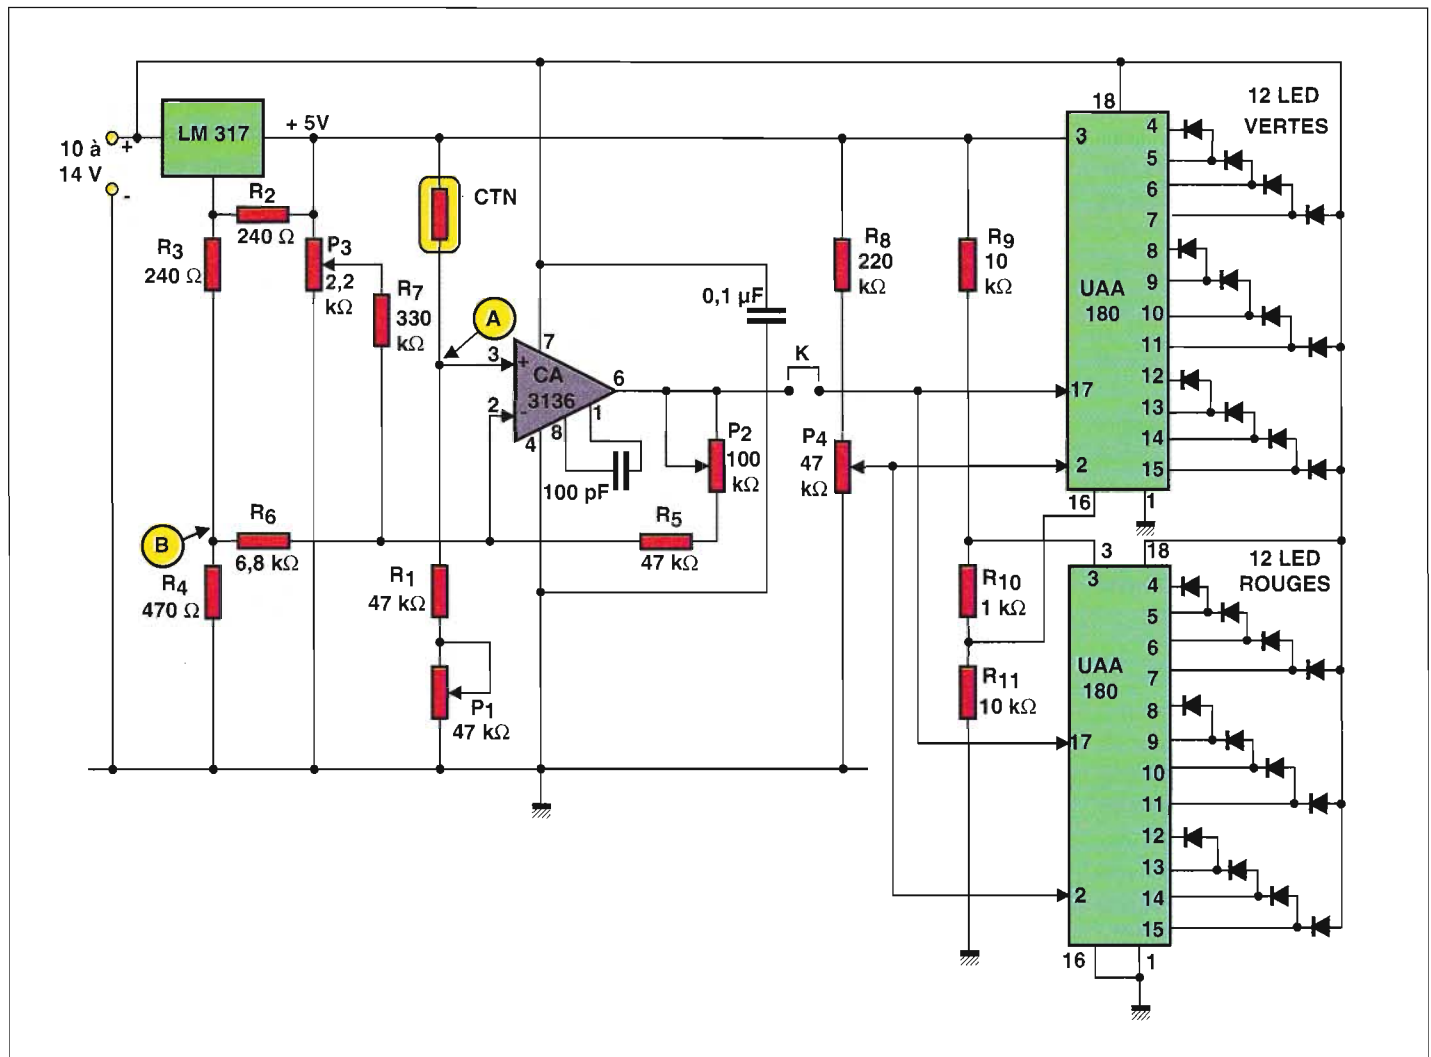 10 à
14 V
+
-
LM 317
+ 5V
R2
240 Ω
R3
240 Ω
P3
2,2
kΩ
R7
330
kΩ
CTN
A
3
+
2
-
CA
3136
7
6
1
8
4
100 pF
0,1 µF
K
P2
100
kΩ
R5
47 kΩ
B
R6
6,8 kΩ
R4
470 Ω
R1
47 kΩ
P1
47 kΩ
R8
220
kΩ
P4
47
kΩ
R9
10
kΩ
R10
1 kΩ
R11
10 kΩ
18
3
UAA
180
17
2
16
1
4
5
6
7
8
9
10
11
12
13
14
15
12 LED
VERTES
3
18
3
UAA
180
17
2
16
1
4
5
6
7
8
9
10
11
12
13
14
15
12 LED
ROUGES